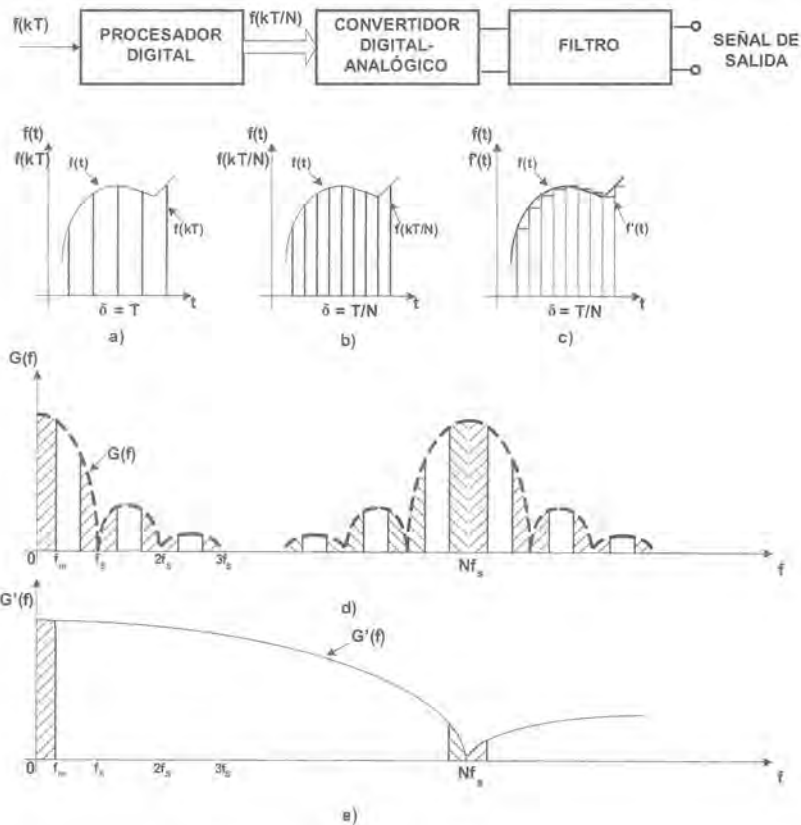 f(kT)
PROCESADOR
DIGITAL
f(kT/N)
CONVERTIDOR
DIGITAL-
ANALÓGICO
FILTRO
SEÑAL DE
SALIDA
f(t)
f(kT)
f(t)
f(kT)
δ = T
t
a)
f(t)
f(kT/N)
f(t)
f(kT/N)
δ = T/N
t
b)
f(t)
f'(t)
f(t)
f'(t)
δ = T/N
t
c)
G(f)
G(f)
0 fm fs 2fs 3fs Nfs f
d)
G'(f)
G'(f)
0 fm fs 2fs 3fs Nfs f
e)